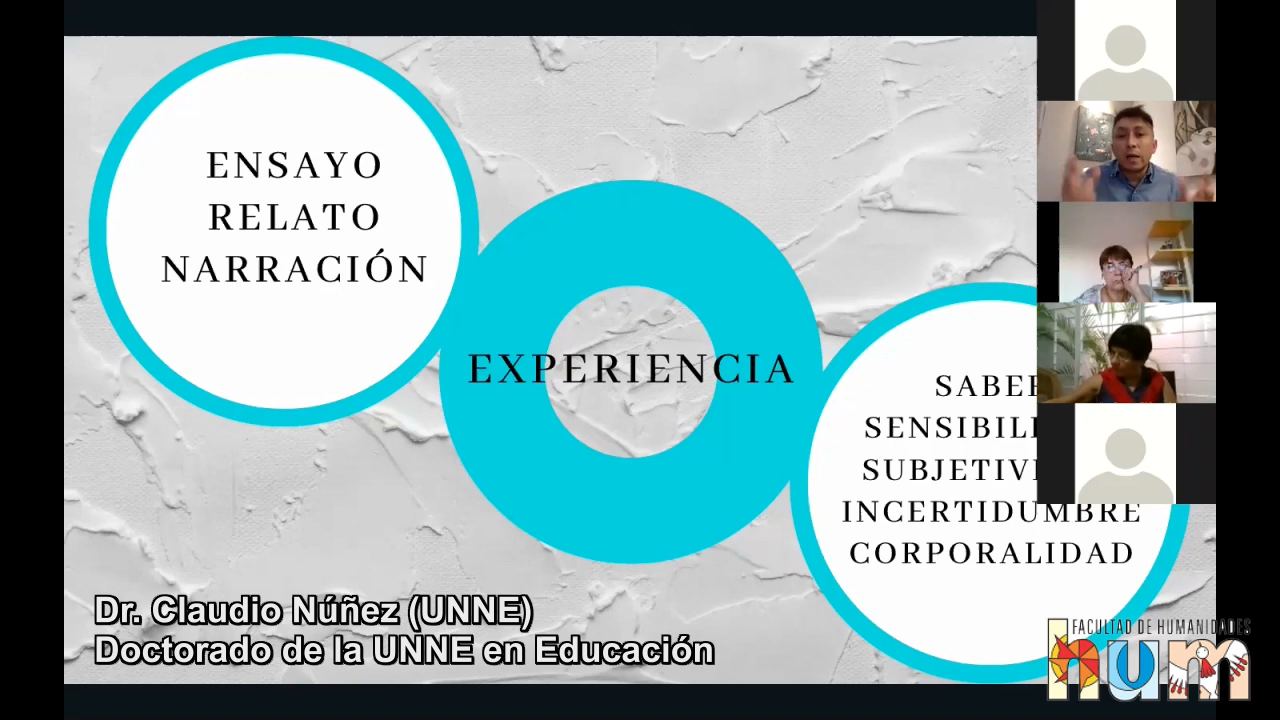 ENSAYO
RELATO
NARRACIÓN
EXPERIENCIA
INCERTIDUMBRE
CORPORALIDAD
Dr. Claudio Núñez (UNNE)
Doctorado de la UNNE en Educación
FACULTAD DE HUMANIDADES
hum